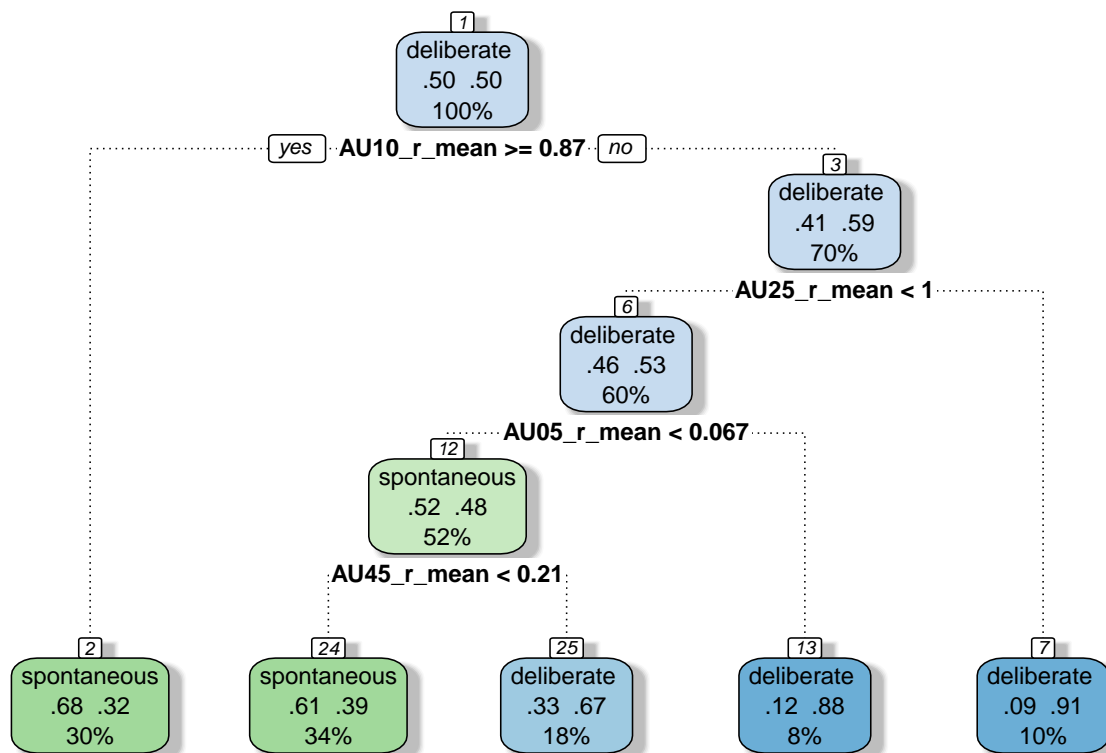 1
deliberate
.50 .50
100%
yes AU10_r_mean >= 0.87 no
3
deliberate
.41 .59
70%
AU25_r_mean < 1
6
deliberate
.46 .53
60%
AU05_r_mean < 0.067
12
spontaneous
.52 .48
52%
AU45_r_mean < 0.21
2
spontaneous
.68 .32
30%
24
spontaneous
.61 .39
34%
25
deliberate
.33 .67
18%
13
deliberate
.12 .88
8%
7
deliberate
.09 .91
10%